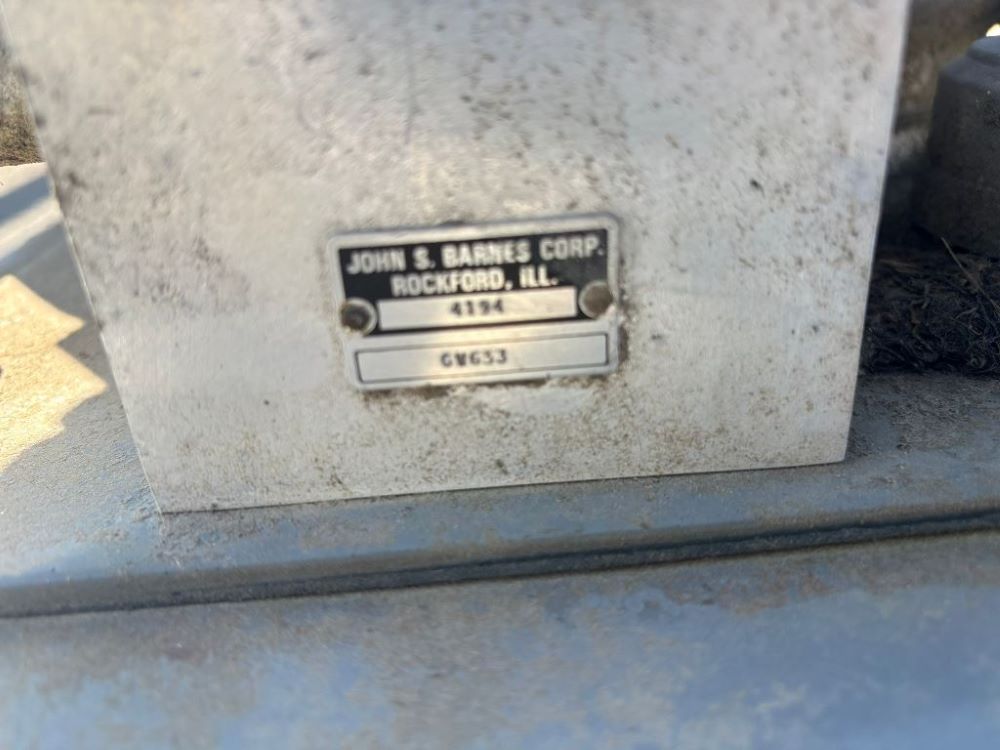 JOHN S. BARNES CORP.
ROCKFORD, ILL.
4194
GW633